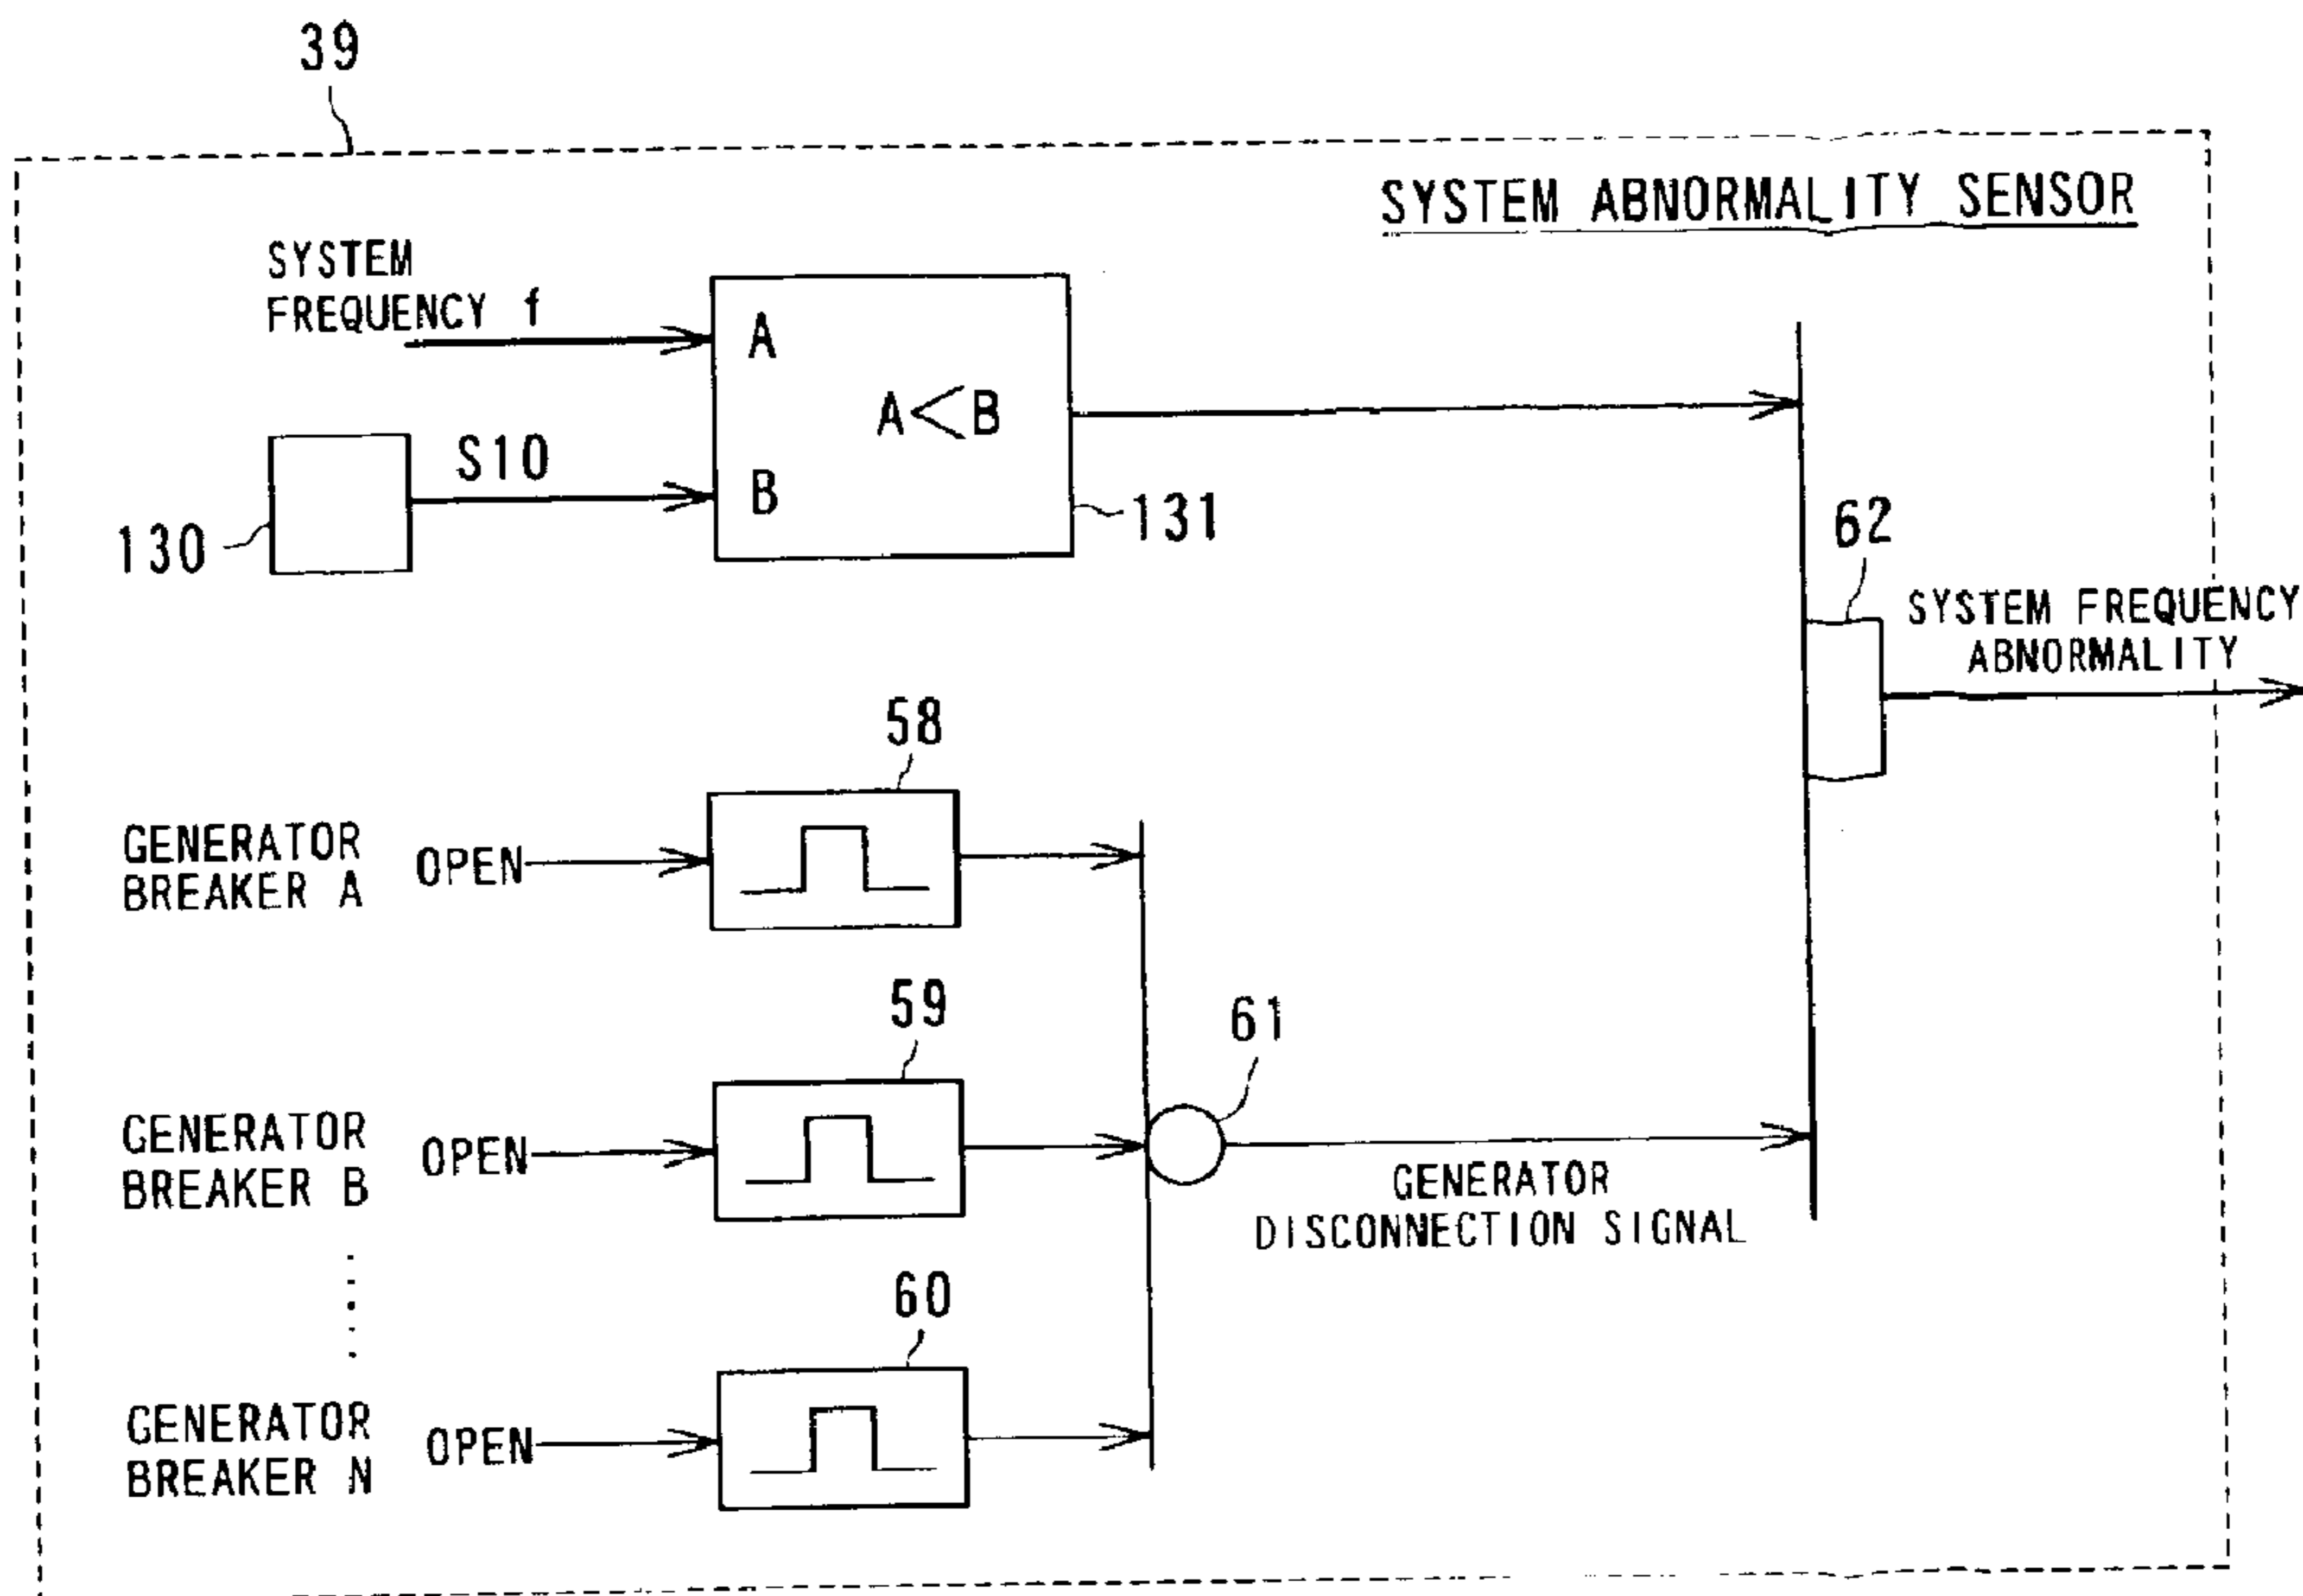 39
SYSTEM ABNORMALITY SENSOR
SYSTEM
FREQUENCY f
A
A<B
S10
B
130
131
62
SYSTEM FREQUENCY
ABNORMALITY
58
GENERATOR
BREAKER A
OPEN
59
61
GENERATOR
BREAKER B
OPEN
GENERATOR
DISCONNECTION SIGNAL
60
GENERATOR
BREAKER N
OPEN